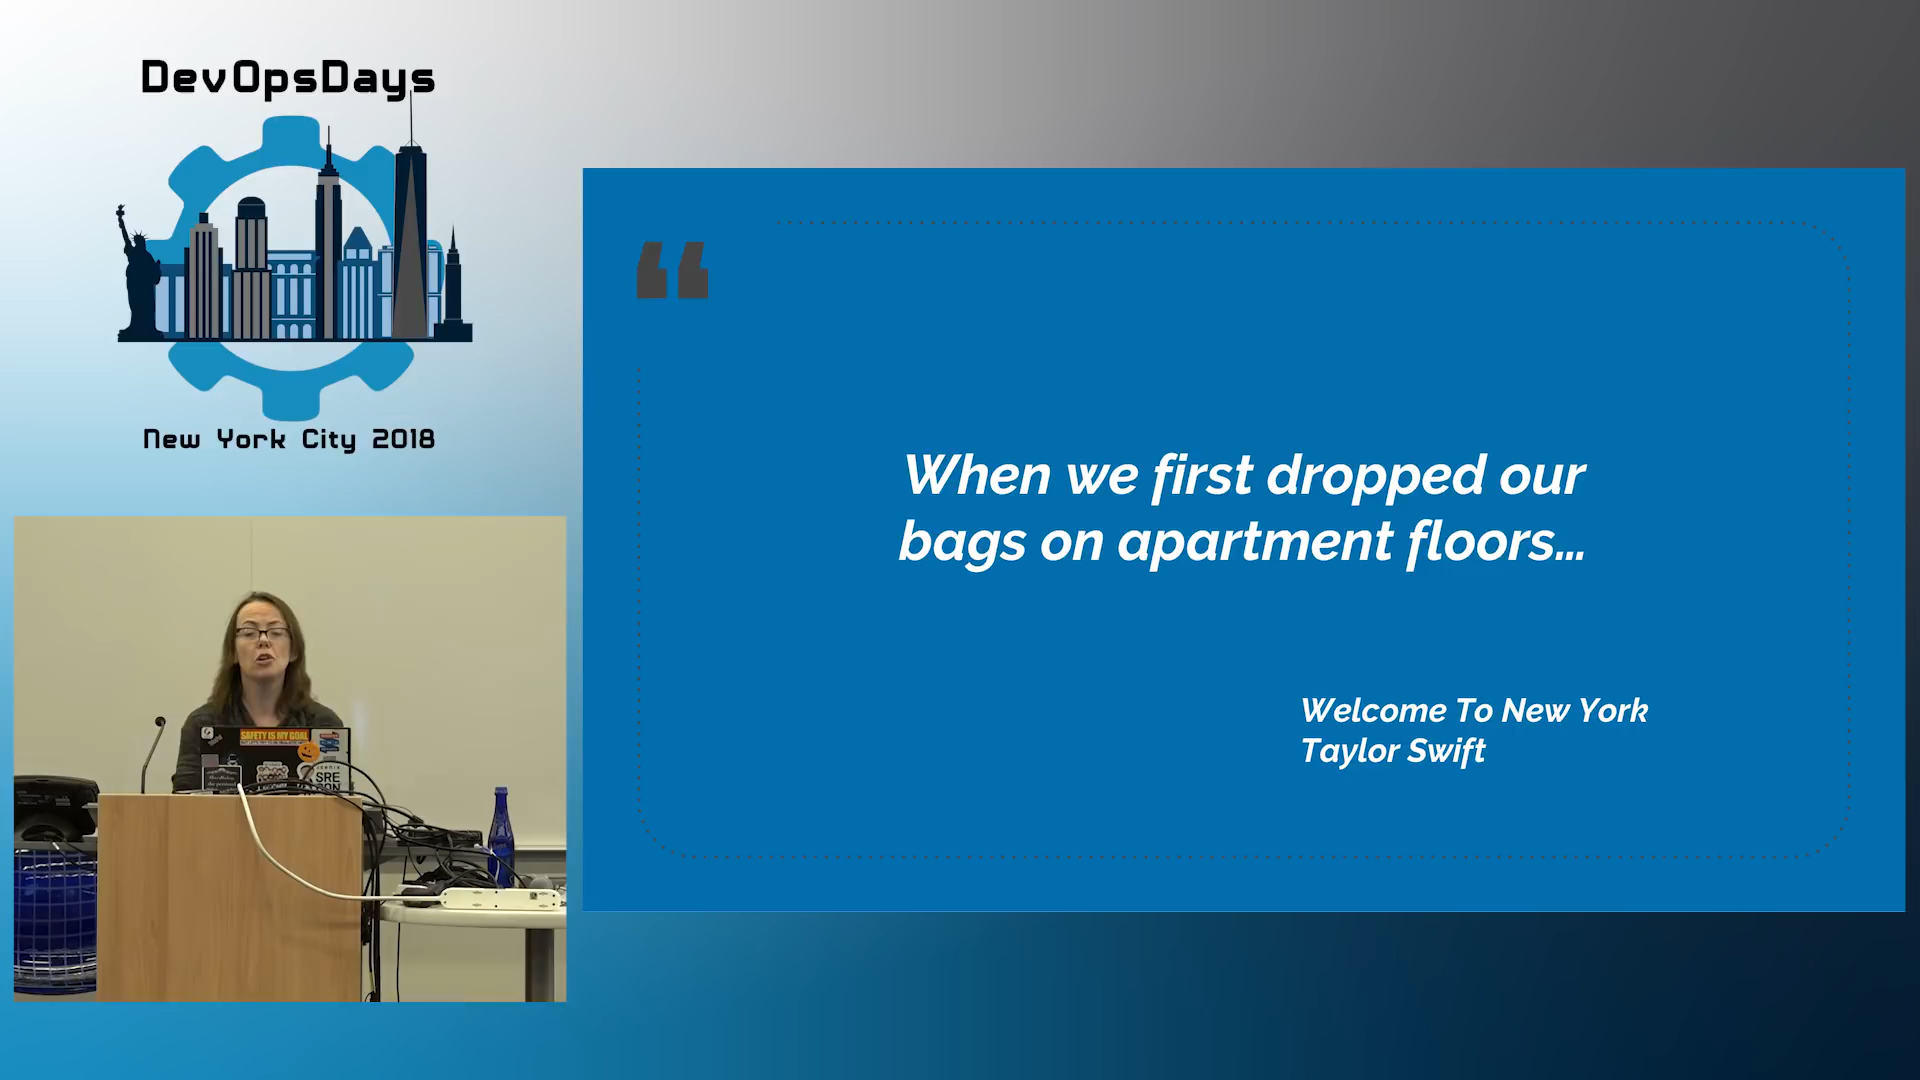 DevOpsDays
New York City 2018
“
When we first dropped our
bags on apartment floors…
Welcome To New York
Taylor Swift
SAFETY IS MY GOAL
SRE